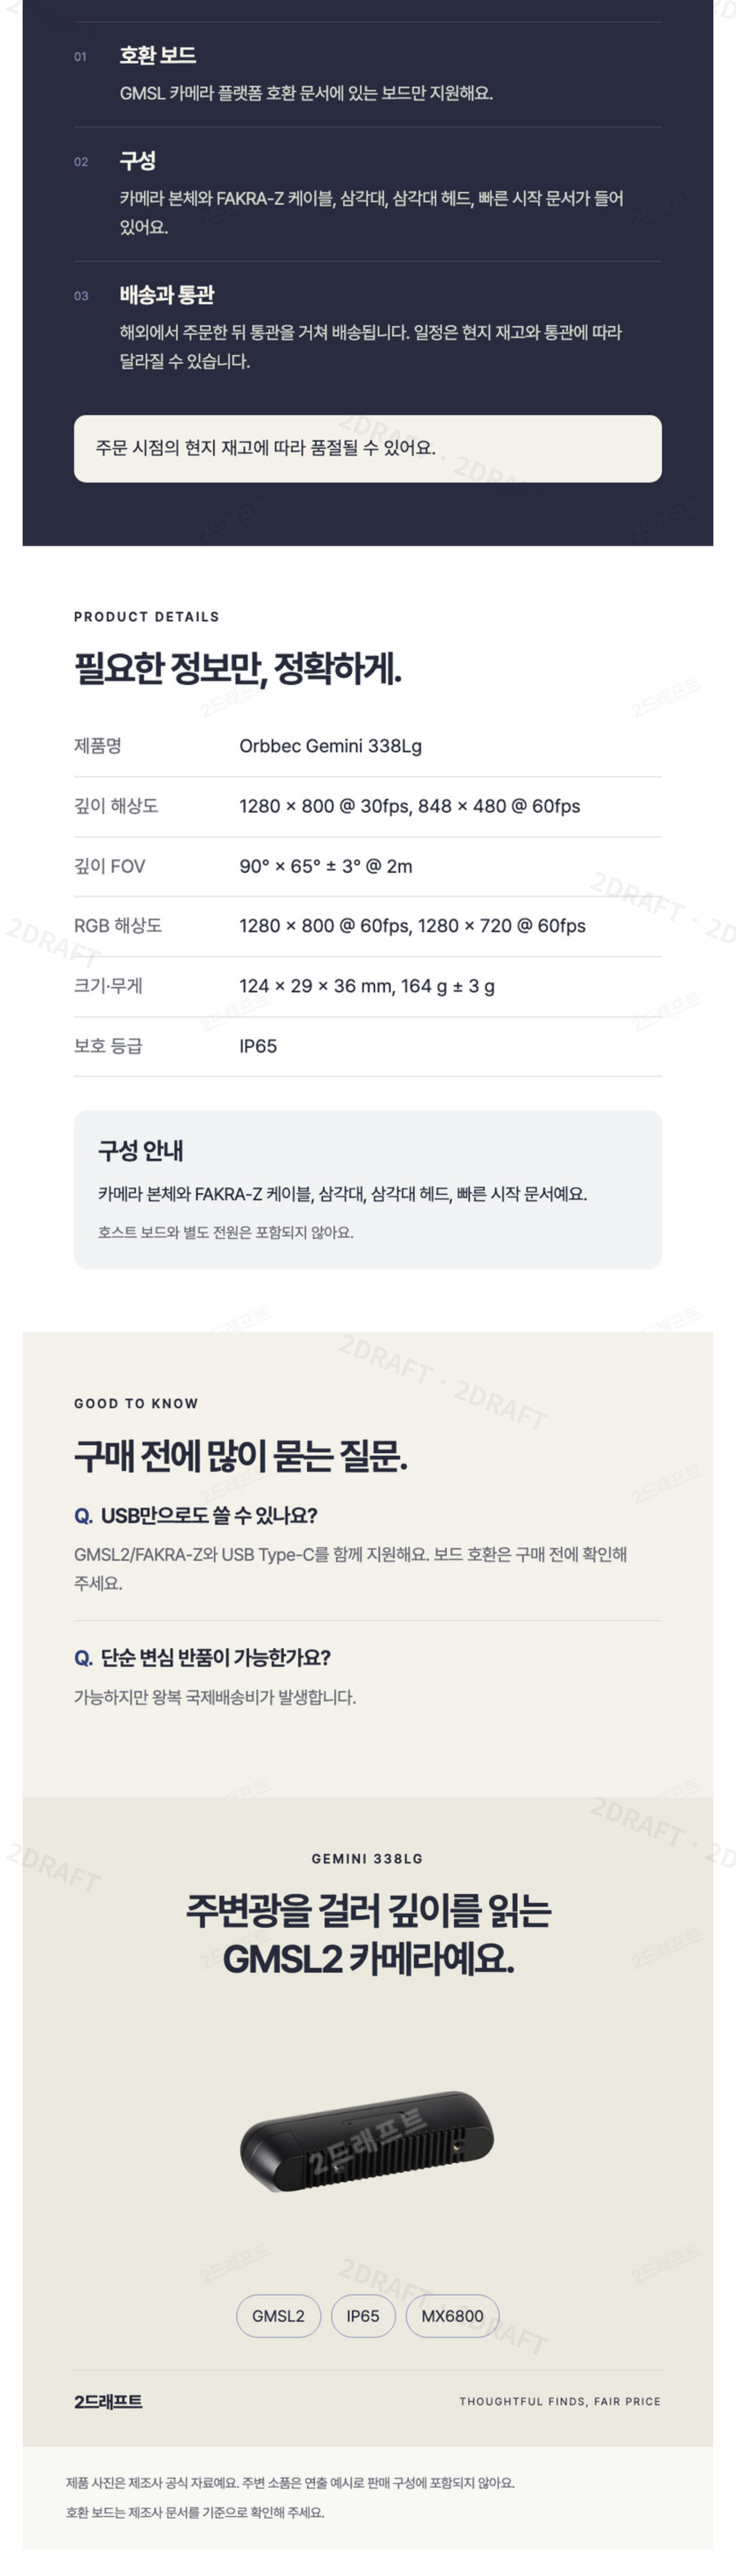 01 호환 보드
GMSL 카메라 플랫폼 호환 문서에 있는 보드만 지원해요.
02 구성
카메라 본체와 FAKRA-Z 케이블, 삼각대, 삼각대 헤드, 빠른 시작 문서가 들어
있어요.
03 배송과 통관
해외에서 주문한 뒤 통관을 거쳐 배송됩니다. 일정은 현지 재고와 통관에 따라
달라질 수 있습니다.
주문 시점의 현지 재고에 따라 품절될 수 있어요.
2DRAFT · 2DRAFT
2드래프트
PRODUCT DETAILS
필요한 정보만, 정확하게.
제품명 Orbbec Gemini 338Lg
깊이 해상도 1280 × 800 @ 30fps, 848 × 480 @ 60fps
깊이 FOV 90° × 65° ± 3° @ 2m
RGB 해상도 1280 × 800 @ 60fps, 1280 × 720 @ 60fps
크기·무게 124 × 29 × 36 mm, 164 g ± 3 g
보호 등급 IP65
구성 안내
카메라 본체와 FAKRA-Z 케이블, 삼각대, 삼각대 헤드, 빠른 시작 문서예요.
호스트 보드와 별도 전원은 포함되지 않아요.
GOOD TO KNOW
구매 전에 많이 묻는 질문.
Q. USB만으로도 쓸 수 있나요?
GMSL2/FAKRA-Z와 USB Type-C를 함께 지원해요. 보드 호환은 구매 전에 확인해
주세요.
Q. 단순 변심 반품이 가능한가요?
가능하지만 왕복 국제배송비가 발생합니다.
GEMINI 338LG
주변광을 걸러 깊이를 읽는
GMSL2 카메라예요.
2드래프트
GMSL2 IP65 MX6800
2드래프트 THOUGHTFUL FINDS, FAIR PRICE
제품 사진은 제조사 공식 자료예요. 주변 소품은 연출 예시로 판매 구성에 포함되지 않아요.
호환 보드는 제조사 문서를 기준으로 확인해 주세요.